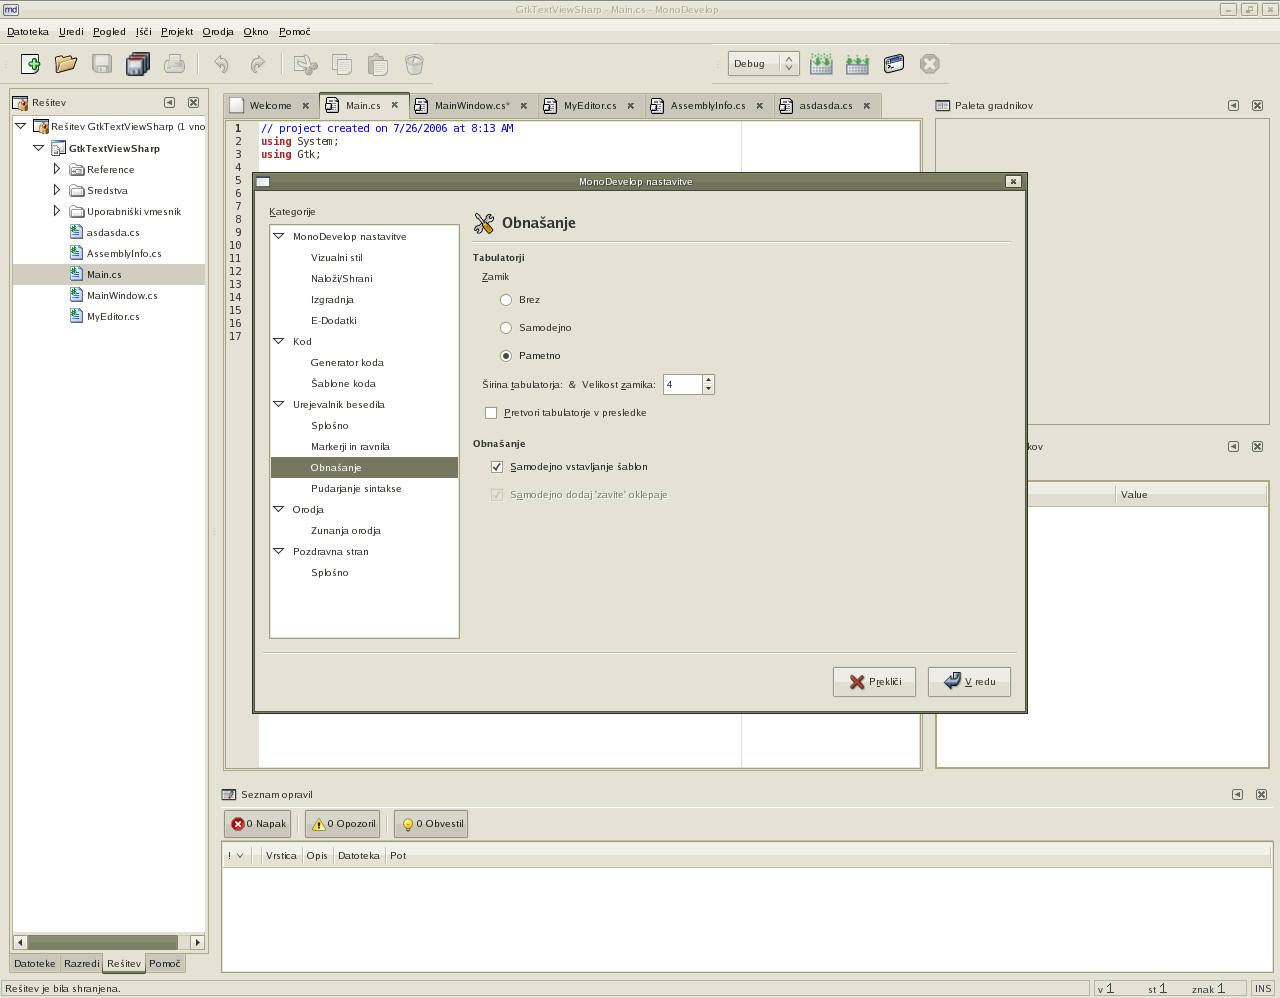 md
GtkTextViewSharp - Main.cs - MonoDevelop
Datoteka Uredi Pogled Išči Projekt Orodja Okno Pomoč
Debug
Rešitev
Rešitev GtkTextViewSharp (1 vno
GtkTextViewSharp
Reference
Sredstva
Uporabniški vmesnik
asdasda.cs
AssemblyInfo.cs
Main.cs
MainWindow.cs
MyEditor.cs
Datoteke Razredi Rešitev Pomoč
Welcome Main.cs MainWindow.cs* MyEditor.cs AssemblyInfo.cs asdasda.cs
1 // project created on 7/26/2006 at 8:13 AM
2 using System;
3 using Gtk;
4
5
6
7
8
9
10
11
12
13
14
15
16
17
MonoDevelop nastavitve
Kategorije
MonoDevelop nastavitve
Vizualni stil
Naloži/Shrani
Izgradnja
E-Dodatki
Kod
Generator koda
Šablone koda
Urejevalnik besedila
Splošno
Markerji in ravnila
Obnašanje
Pudarjanje sintakse
Orodja
Zunanja orodja
Pozdravna stran
Splošno
Obnašanje
Tabulatorji
Zamik
Brez
Samodejno
Pametno
Širina tabulatorja: & Velikost zamika: 4
Pretvori tabulatorje v presledke
Obnašanje
Samodejno vstavljanje šablon
Samodejno dodaj 'zavite' oklepaje
Prekliči V redu
Paleta gradnikov
kov
Value
Seznam opravil
0 Napak 0 Opozoril 0 Obvestil
! Vrstica Opis Datoteka Pot
Rešitev je bila shranjena.
v 1 st 1 znak 1 INS